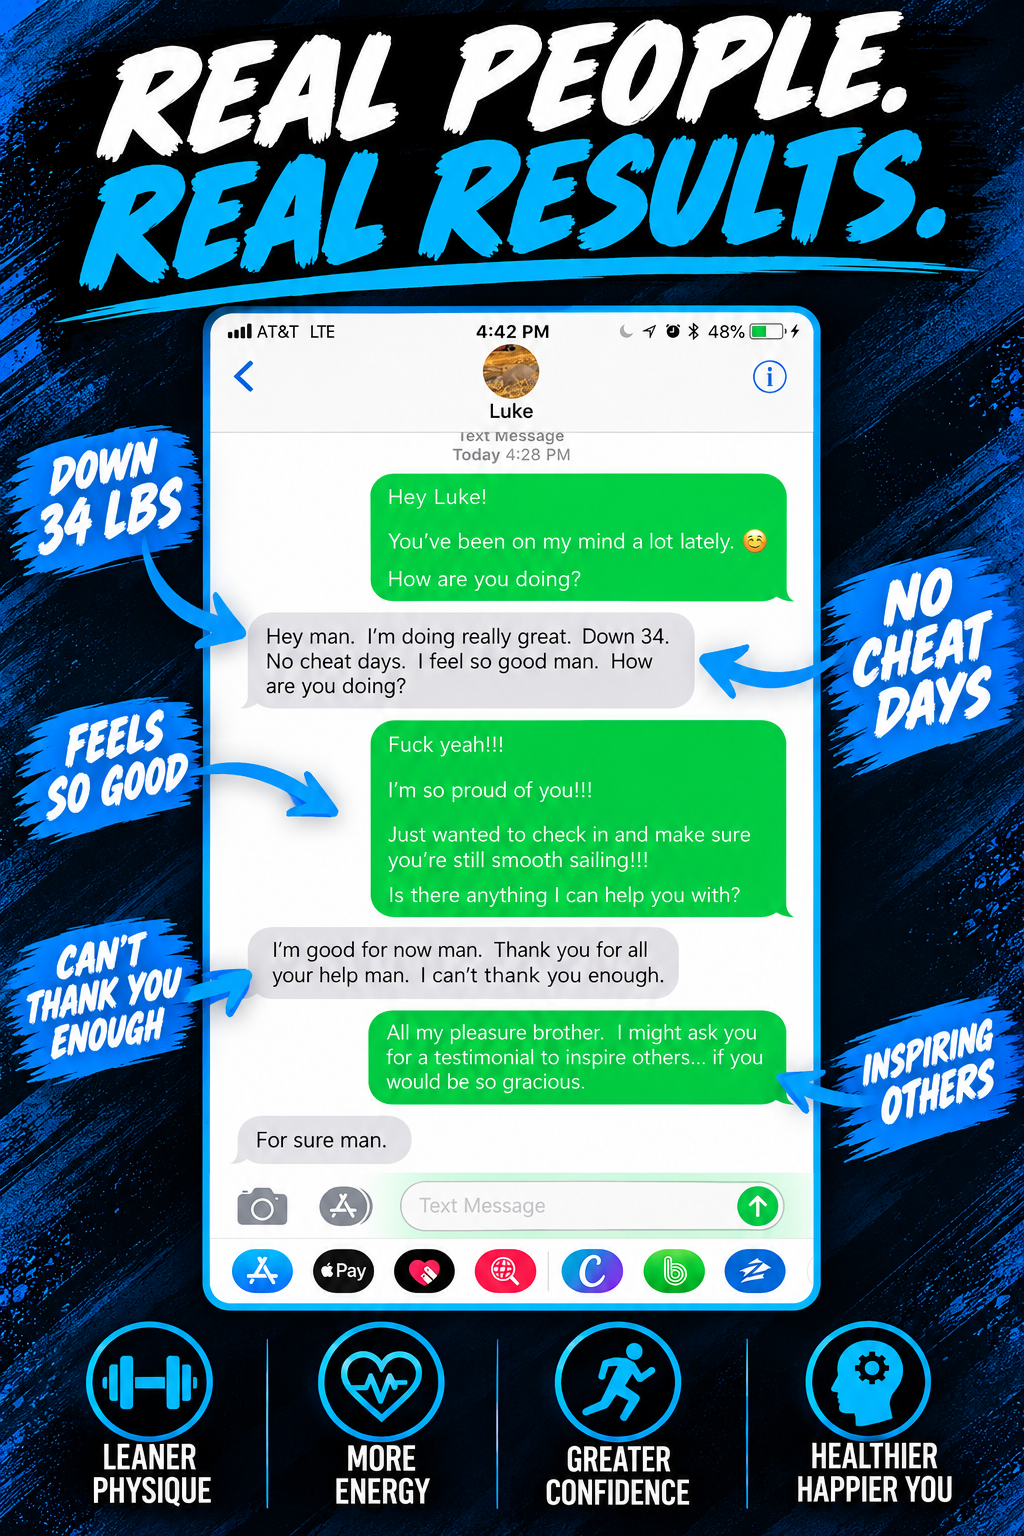 REAL PEOPLE.
REAL RESULTS.
AT&T LTE
4:42 PM
48%
Luke
Text Message
Today 4:28 PM
DOWN
34 LBS
Hey Luke!
You've been on my mind a lot lately. 😊
How are you doing?
Hey man. I'm doing really great. Down 34.
No cheat days. I feel so good man. How
are you doing?
NO
CHEAT
DAYS
FEELS
SO GOOD
Fuck yeah!!!
I'm so proud of you!!!
Just wanted to check in and make sure
you're still smooth sailing!!!
Is there anything I can help you with?
CAN'T
THANK YOU
ENOUGH
I'm good for now man. Thank you for all
your help man. I can't thank you enough.
All my pleasure brother. I might ask you
for a testimonial to inspire others... if you
would be so gracious.
INSPIRING
OTHERS
For sure man.
Text Message
Pay
C
b
Z
LEANER
PHYSIQUE
MORE
ENERGY
GREATER
CONFIDENCE
HEALTHIER
HAPPIER YOU